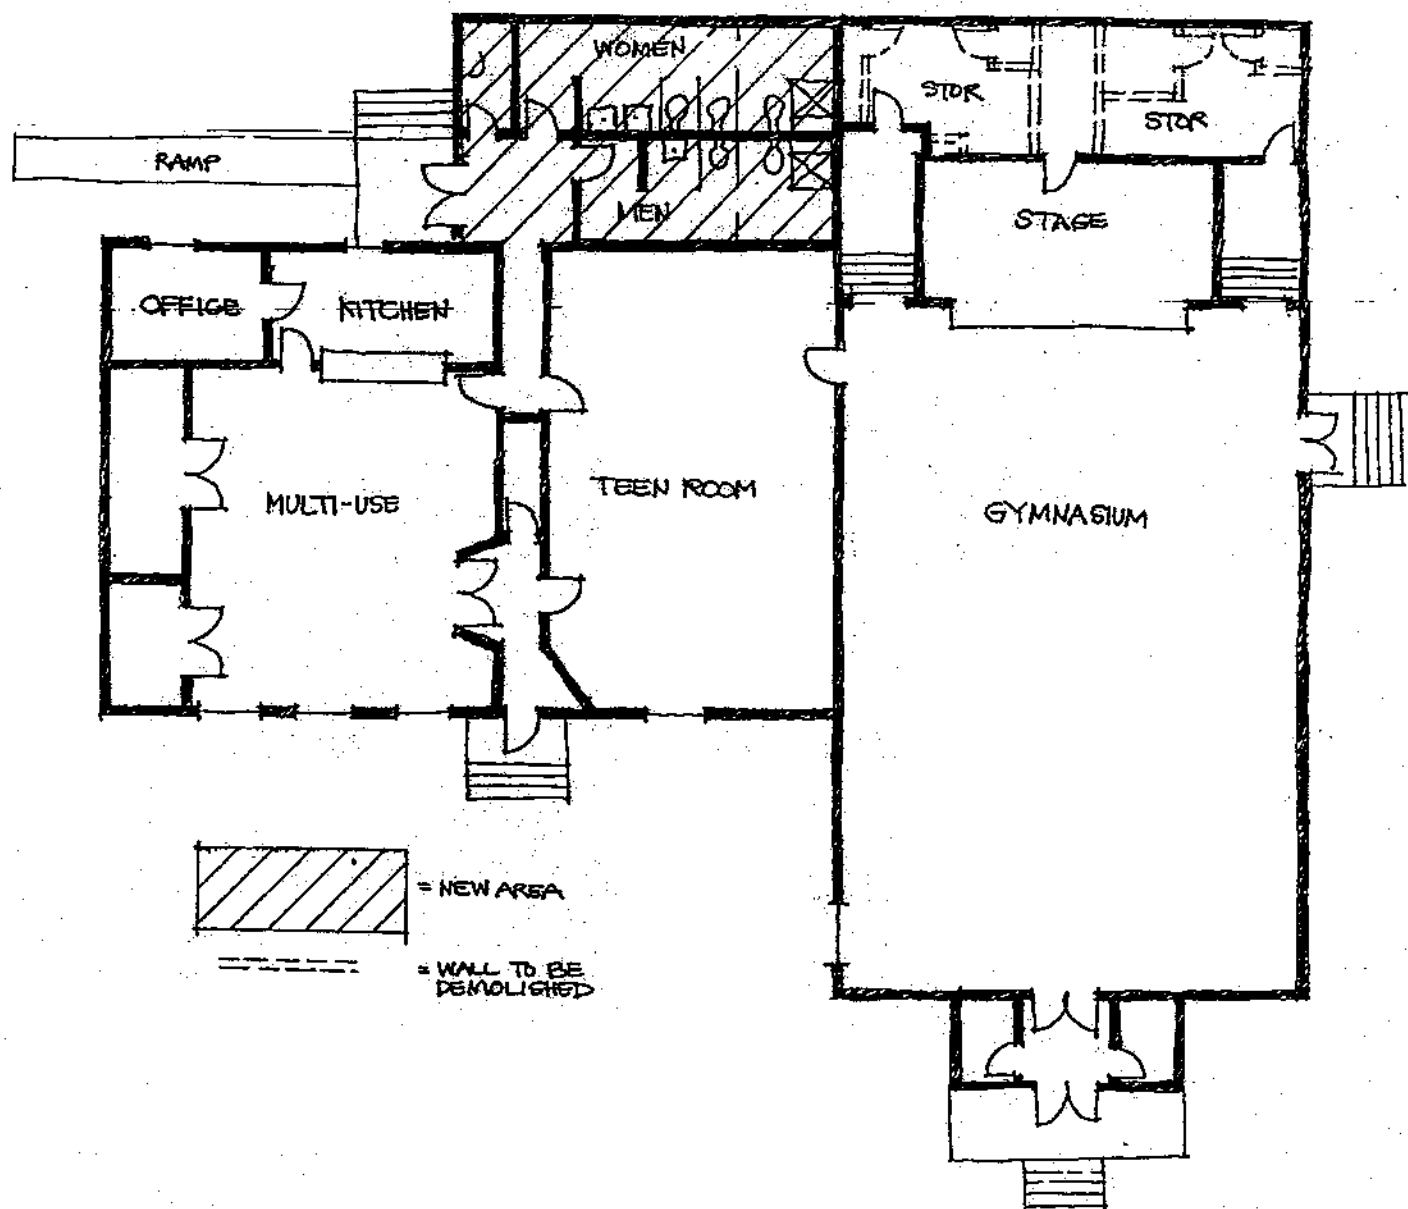 WOMEN
STOR
STOR
RAMP
MEN
STAGE
OFFICE
KITCHEN
MULTI-USE
TEEN ROOM
GYMNASIUM
= NEW AREA
= WALL TO BE
DEMOLISHED